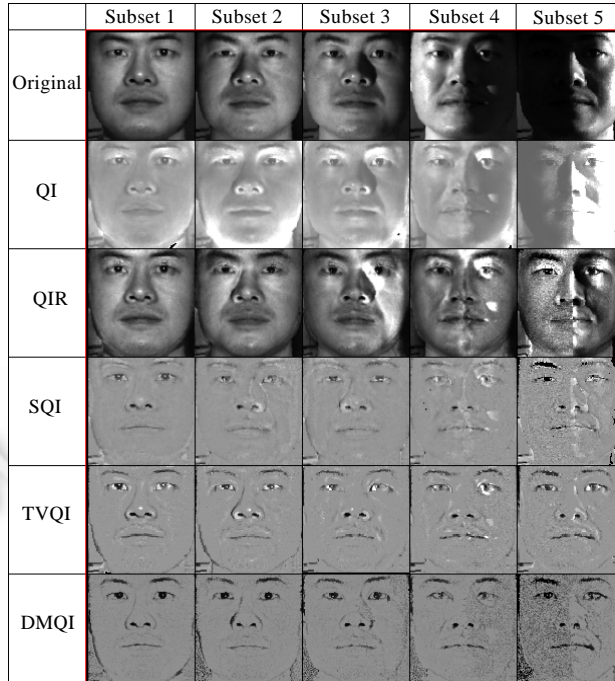 Subset 1 Subset 2 Subset 3 Subset 4 Subset 5
Original
QI
QIR
SQI
TVQI
DMQI